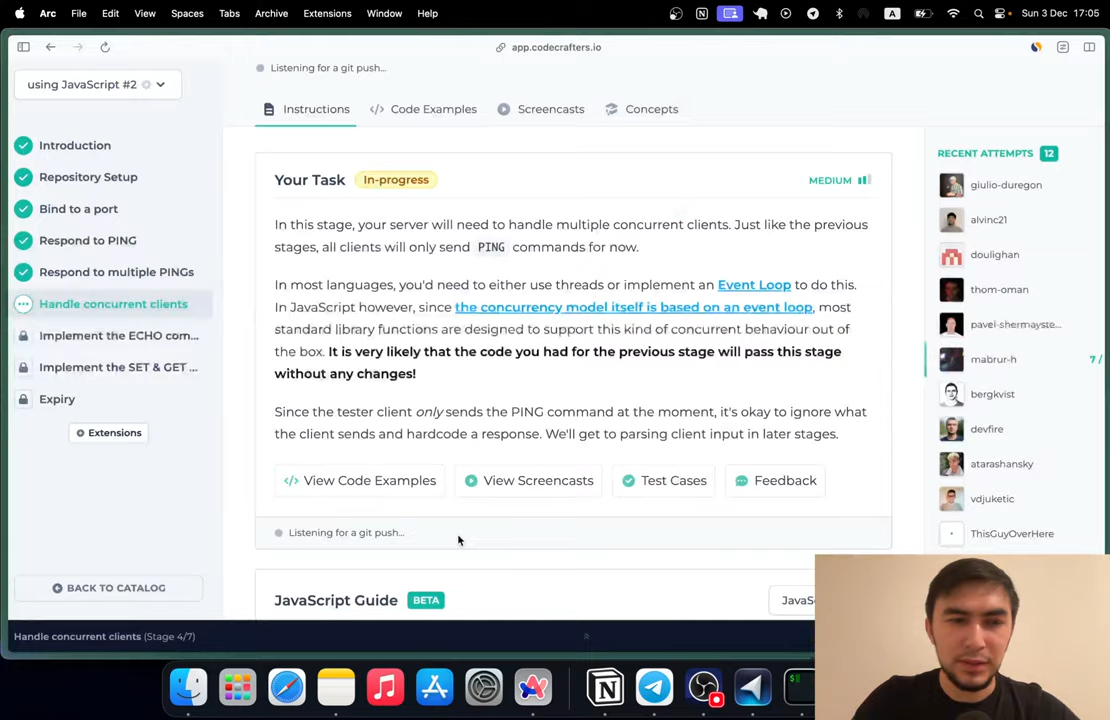 Arc File Edit View Spaces Tabs Archive Extensions Window Help A Sun 3 Dec 17:05
app.codecrafters.io
using JavaScript #2
Listening for a git push...
Instructions Code Examples Screencasts Concepts
Introduction
Repository Setup
Bind to a port
Respond to PING
Respond to multiple PINGs
Handle concurrent clients
Implement the ECHO com...
Implement the SET & GET ...
Expiry
Extensions
BACK TO CATALOG
Your Task In-progress MEDIUM
In this stage, your server will need to handle multiple concurrent clients. Just like the previous
stages, all clients will only send PING commands for now.
In most languages, you'd need to either use threads or implement an Event Loop to do this.
In JavaScript however, since the concurrency model itself is based on an event loop, most
standard library functions are designed to support this kind of concurrent behaviour out of
the box. It is very likely that the code you had for the previous stage will pass this stage
without any changes!
Since the tester client only sends the PING command at the moment, it's okay to ignore what
the client sends and hardcode a response. We'll get to parsing client input in later stages.
View Code Examples View Screencasts Test Cases Feedback
Listening for a git push...
JavaScript Guide BETA JavaS
RECENT ATTEMPTS 12
giulio-duregon
alvinc21
doulighan
thom-oman
pavel-shermayste...
mabrur-h 7 /
bergkvist
devfire
atarashansky
vdjuketic
ThisGuyOverHere
Handle concurrent clients (Stage 4/7)